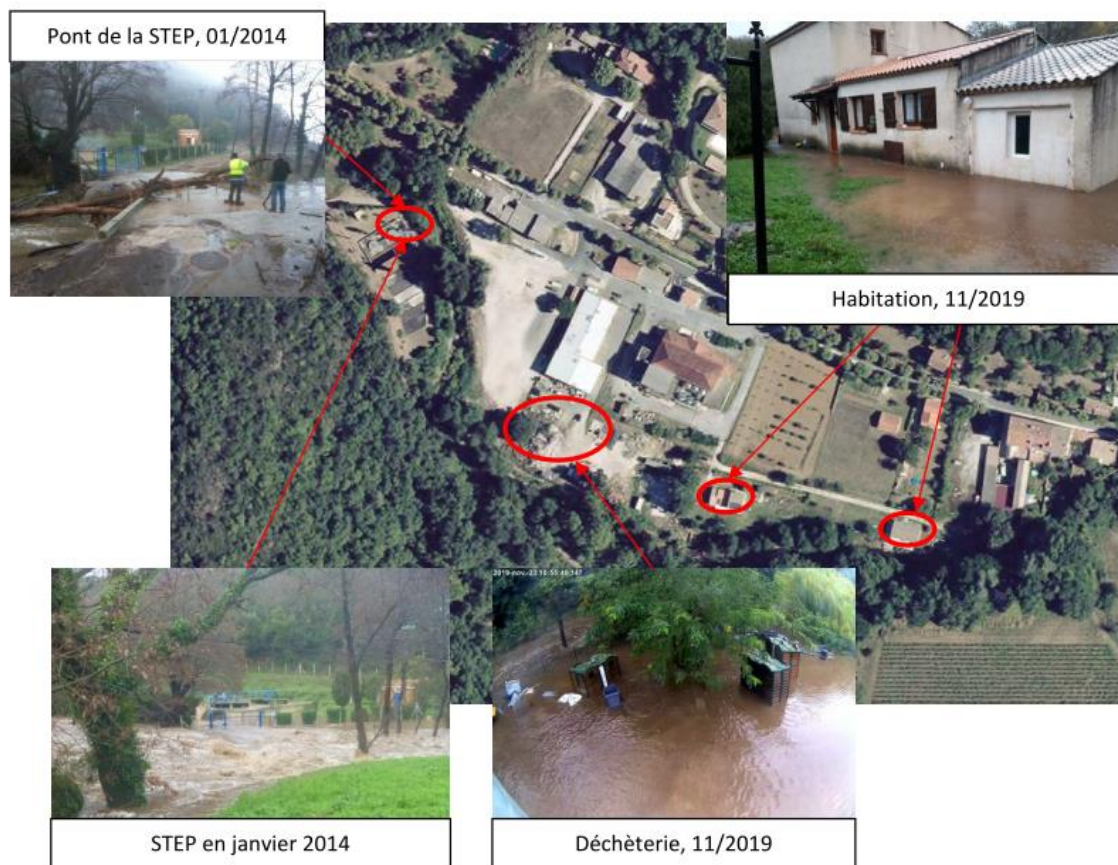 Pont de la STEP, 01/2014
Habitation, 11/2019
STEP en janvier 2014
Déchèterie, 11/2019